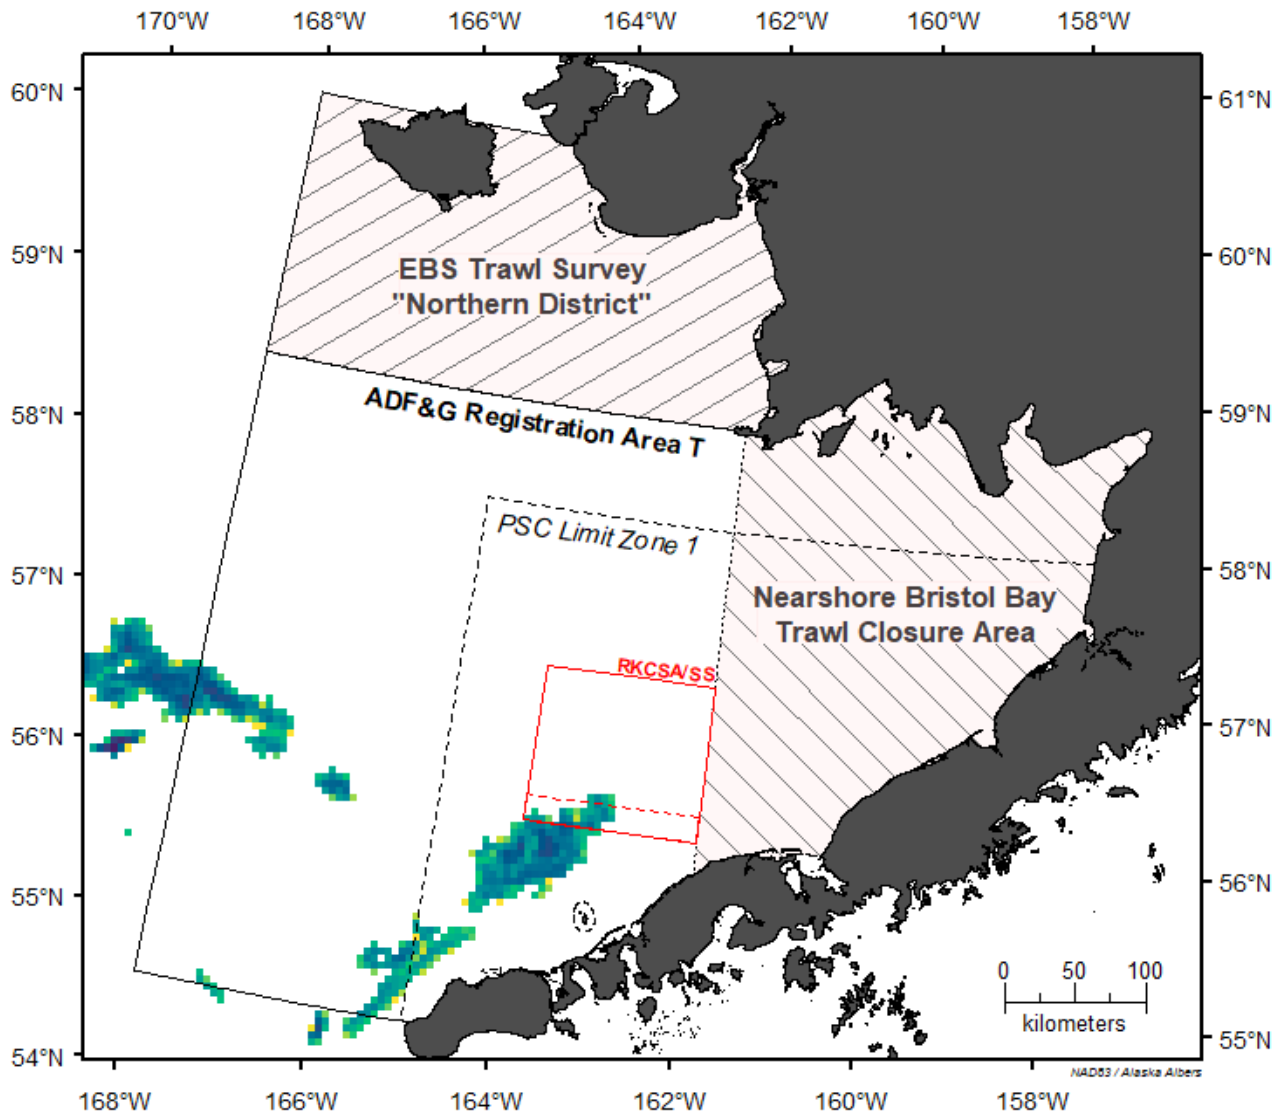 170°W 168°W 166°W 164°W 162°W 160°W 158°W
60°N
61°N
59°N
60°N
EBS Trawl Survey
"Northern District"
58°N
59°N
ADF&G Registration Area T
PSC Limit Zone 1
57°N
58°N
Nearshore Bristol Bay
Trawl Closure Area
RKCSA/SS
56°N
57°N
55°N
56°N
0 50 100
kilometers
54°N
55°N
NAD83 / Alaska Albers
168°W 166°W 164°W 162°W 160°W 158°W